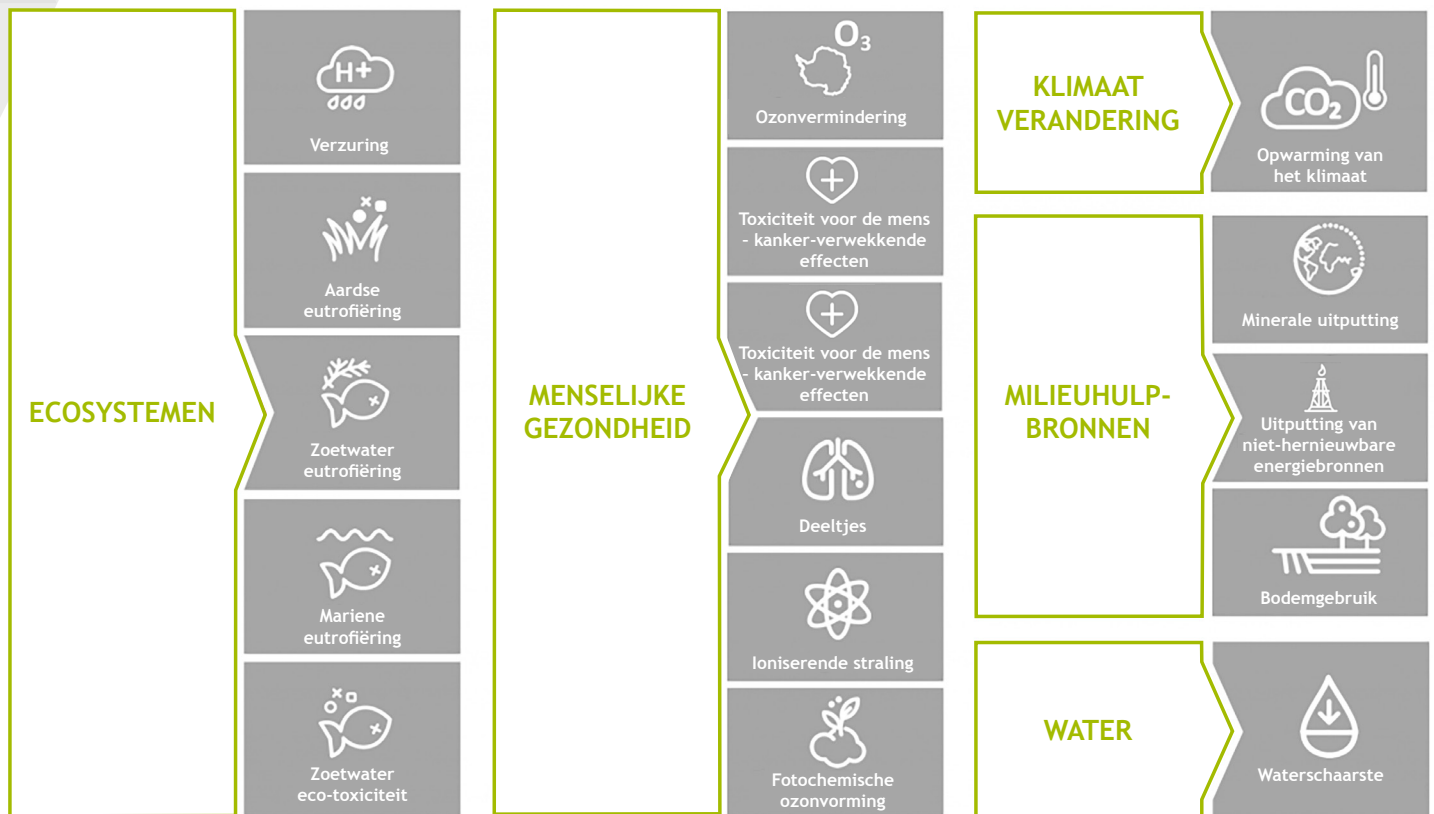 ECOSYSTEMEN
H+
Verzuring
Aardse
eutrofiëring
Zoetwater
eutrofiëring
Mariene
eutrofiëring
Zoetwater
eco-toxiciteit
MENSELIJKE
GEZONDHEID
O3
Ozonvermindering
Toxiciteit voor de mens
- kanker-verwekkende
effecten
Toxiciteit voor de mens
- kanker-verwekkende
effecten
Deeltjes
Ioniserende straling
Fotochemische
ozonvorming
KLIMAAT
VERANDERING
CO2
Opwarming van
het klimaat
MILIEUHULP-
BRONNEN
Minerale uitputting
Uitputting van
niet-hernieuwbare
energiebronnen
Bodemgebruik
WATER
Waterschaarste